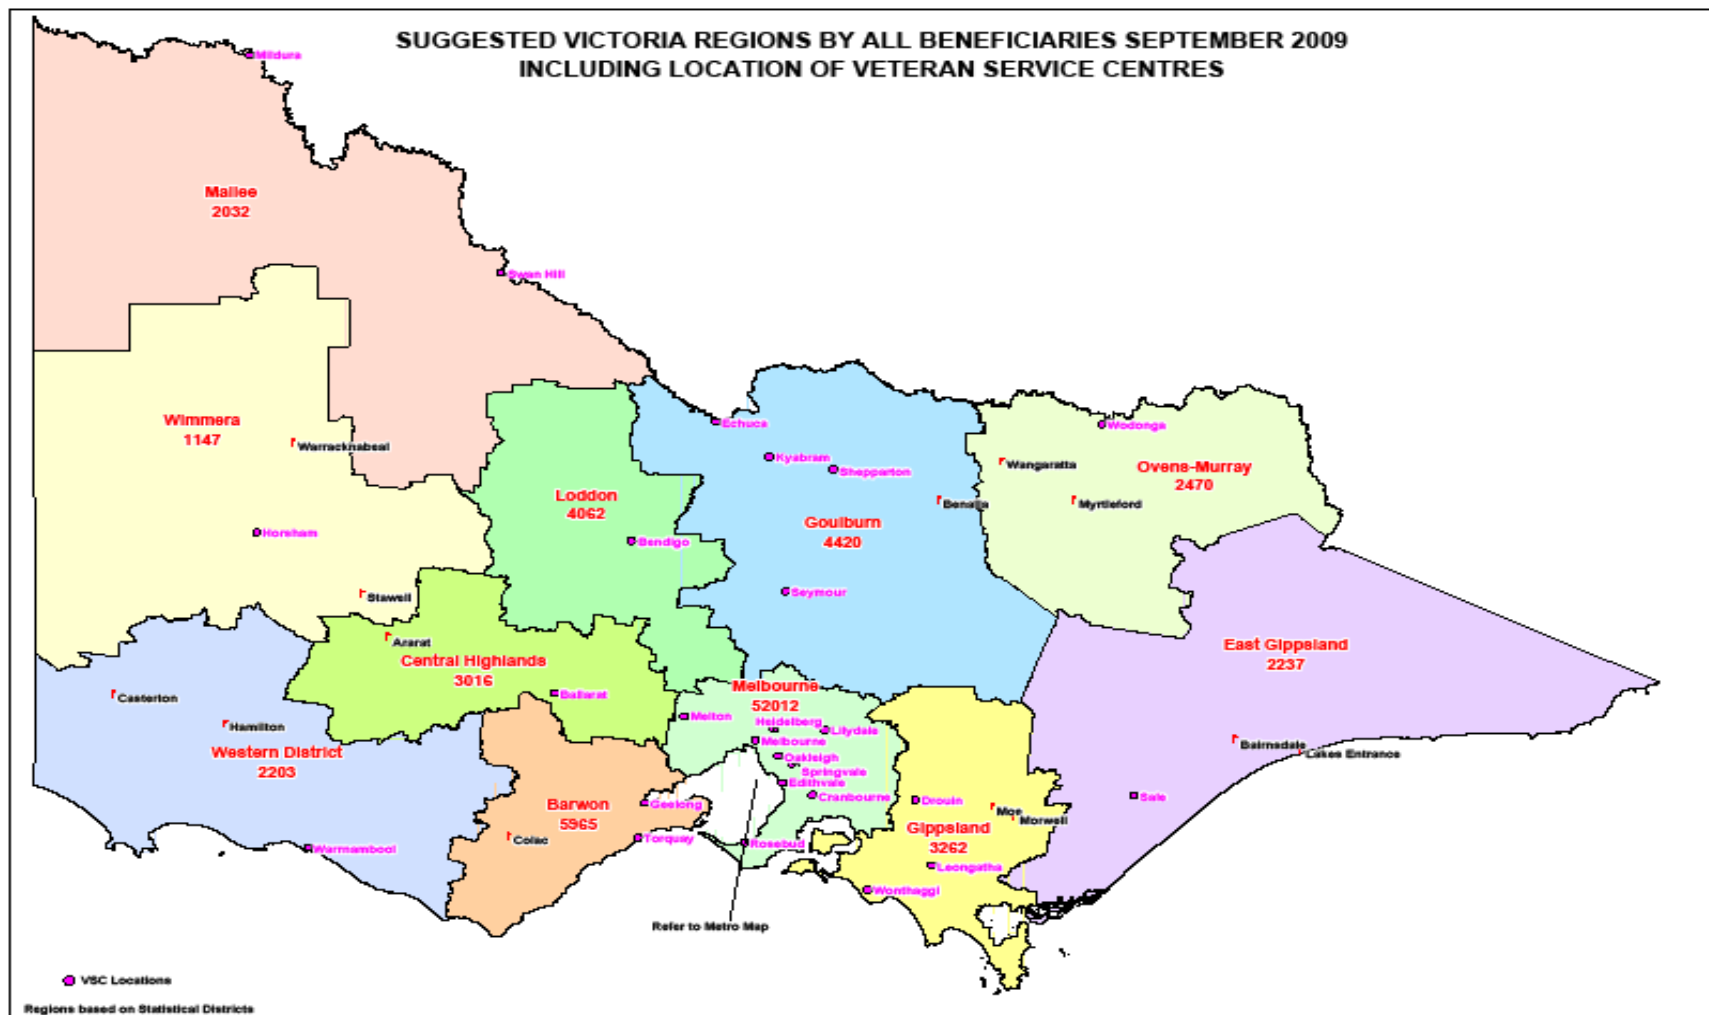 SUGGESTED VICTORIA REGIONS BY ALL BENEFICIARIES SEPTEMBER 2009
INCLUDING LOCATION OF VETERAN SERVICE CENTRES
Mildura
Mallee
2032
Swan Hill
Wimmera
1147
Warracknabeal
Horsham
Stawell
Loddon
4062
Bendigo
Echuca
Kyabram
Shepparton
Benalla
Goulburn
4420
Seymour
Wodonga
Wangaratta
Ovens-Murray
2470
Myrtleford
East Gippsland
2237
Bairnsdale
Lakes Entrance
Sale
Ararat
Central Highlands
3016
Ballarat
Casterton
Hamilton
Western District
2203
Warrnambool
Barwon
5965
Colac
Geelong
Torquay
Melbourne
52012
Melton
Heidelberg
Lilydale
Melbourne
Oakleigh
Springvale
Edithvale
Cranbourne
Rosebud
Drouin
Moe
Morwell
Gippsland
3262
Leongatha
Wonthaggi
Refer to Metro Map
VSC Locations
Regions based on Statistical Districts